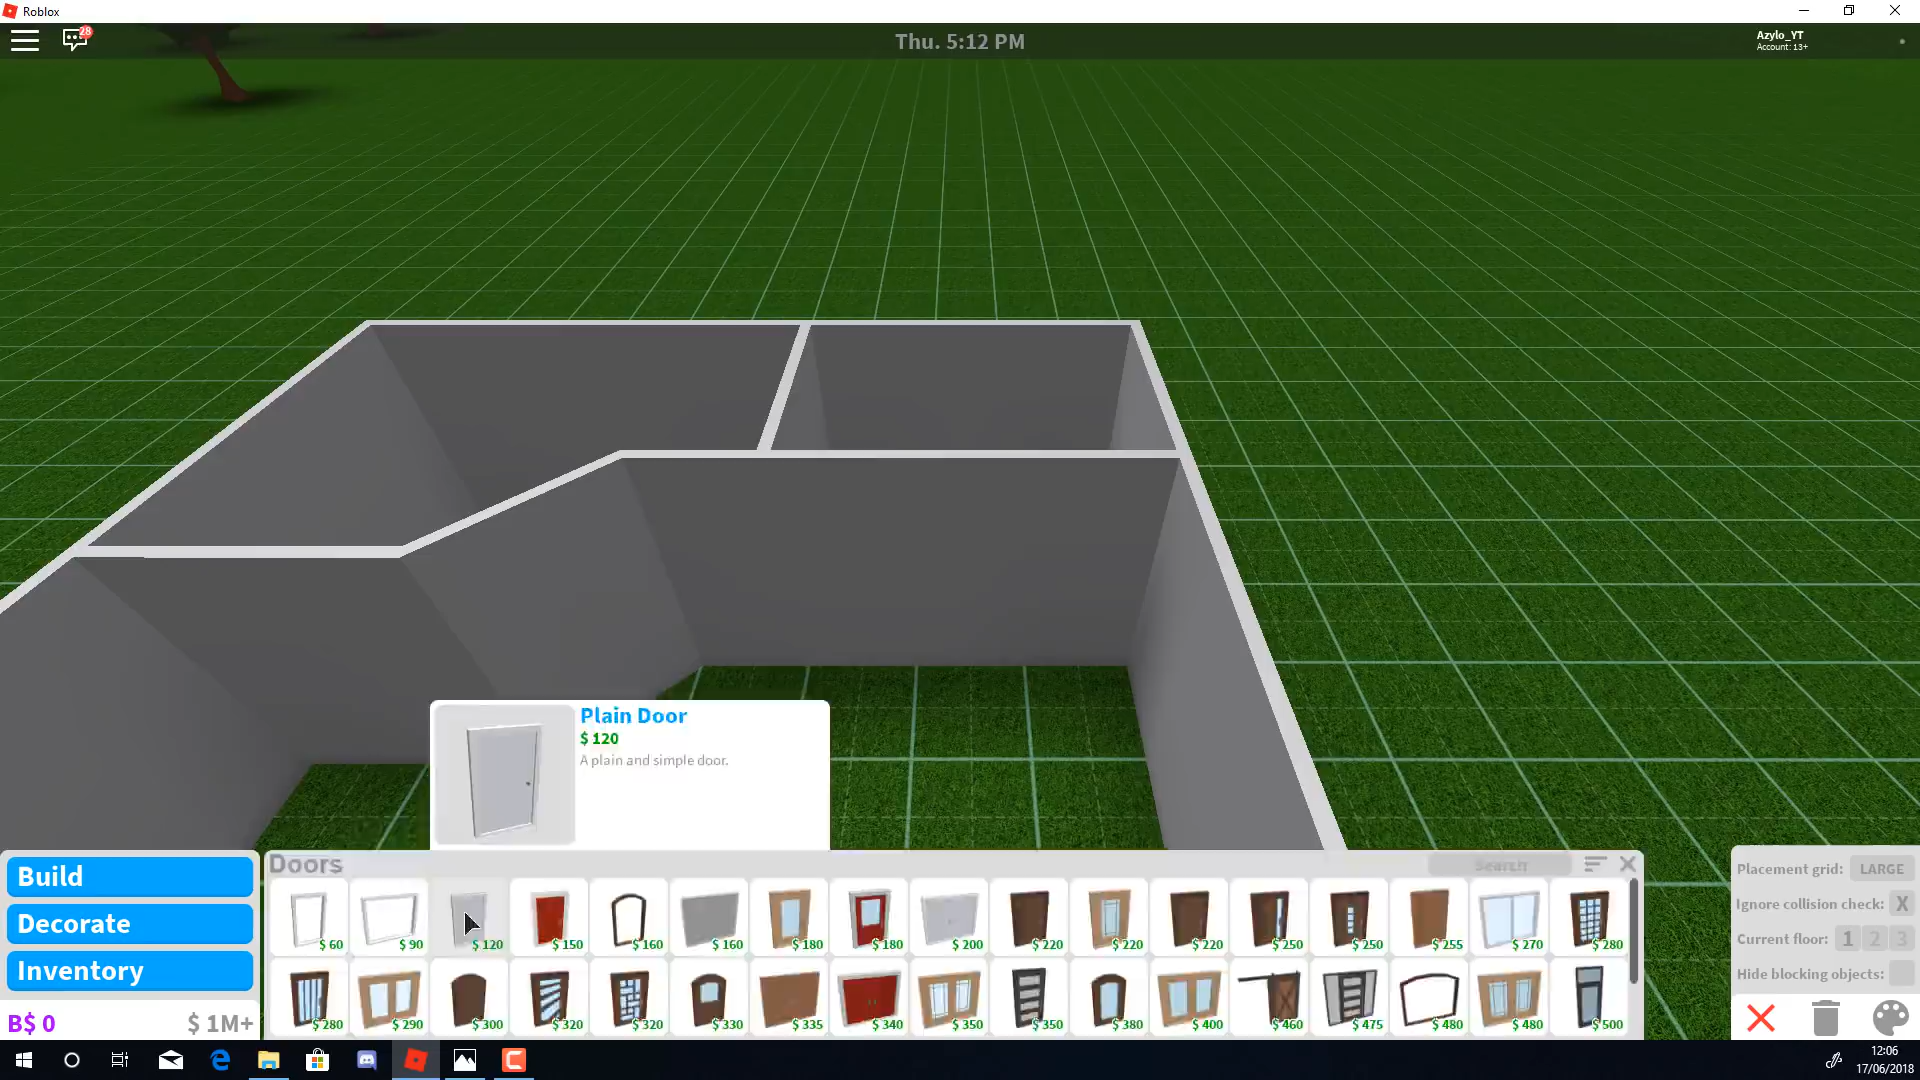 Roblox
28
Thu. 5:12 PM
Azylo_YT
Account: 13+
Plain Door
$ 120
A plain and simple door.
Build
Decorate
Inventory
B$ 0
$ 1M+
Doors
Search
$ 60 $ 90 $ 120 $ 150 $ 160 $ 160 $ 180 $ 180 $ 200 $ 220 $ 220 $ 220 $ 250 $ 250 $ 255 $ 270 $ 280
$ 280 $ 290 $ 300 $ 320 $ 320 $ 330 $ 335 $ 340 $ 350 $ 350 $ 380 $ 400 $ 460 $ 475 $ 480 $ 480 $ 500
Placement grid: LARGE
Ignore collision check: X
Current floor: 1 2 3
Hide blocking objects:
12:06
17/06/2018